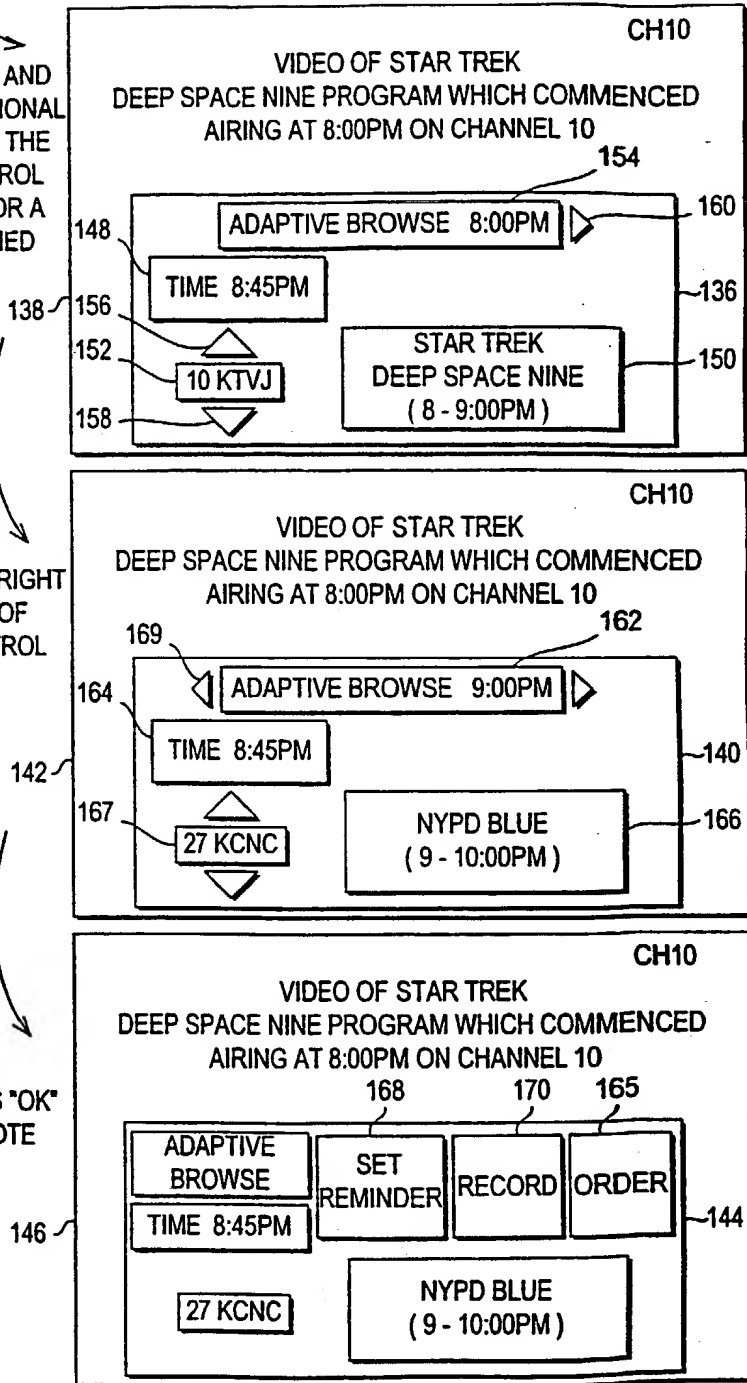 CH10
VIDEO OF STAR TREK
DEEP SPACE NINE PROGRAM WHICH COMMENCED
AIRING AT 8:00PM ON CHANNEL 10
AND
THE
OR A
154
ADAPTIVE BROWSE 8:00PM
160
148
TIME 8:45PM
138
136
156
152
10 KTVJ
158
STAR TREK
DEEP SPACE NINE
( 8 - 9:00PM )
150
CH10
VIDEO OF STAR TREK
DEEP SPACE NINE PROGRAM WHICH COMMENCED
AIRING AT 8:00PM ON CHANNEL 10
RIGHT
OF
169
162
ADAPTIVE BROWSE 9:00PM
164
TIME 8:45PM
142
140
167
27 KCNC
NYPD BLUE
( 9 - 10:00PM )
166
CH10
VIDEO OF STAR TREK
DEEP SPACE NINE PROGRAM WHICH COMMENCED
AIRING AT 8:00PM ON CHANNEL 10
"OK"
168
170
165
ADAPTIVE
BROWSE
SET
REMINDER
RECORD
ORDER
TIME 8:45PM
146
144
27 KCNC
NYPD BLUE
( 9 - 10:00PM )